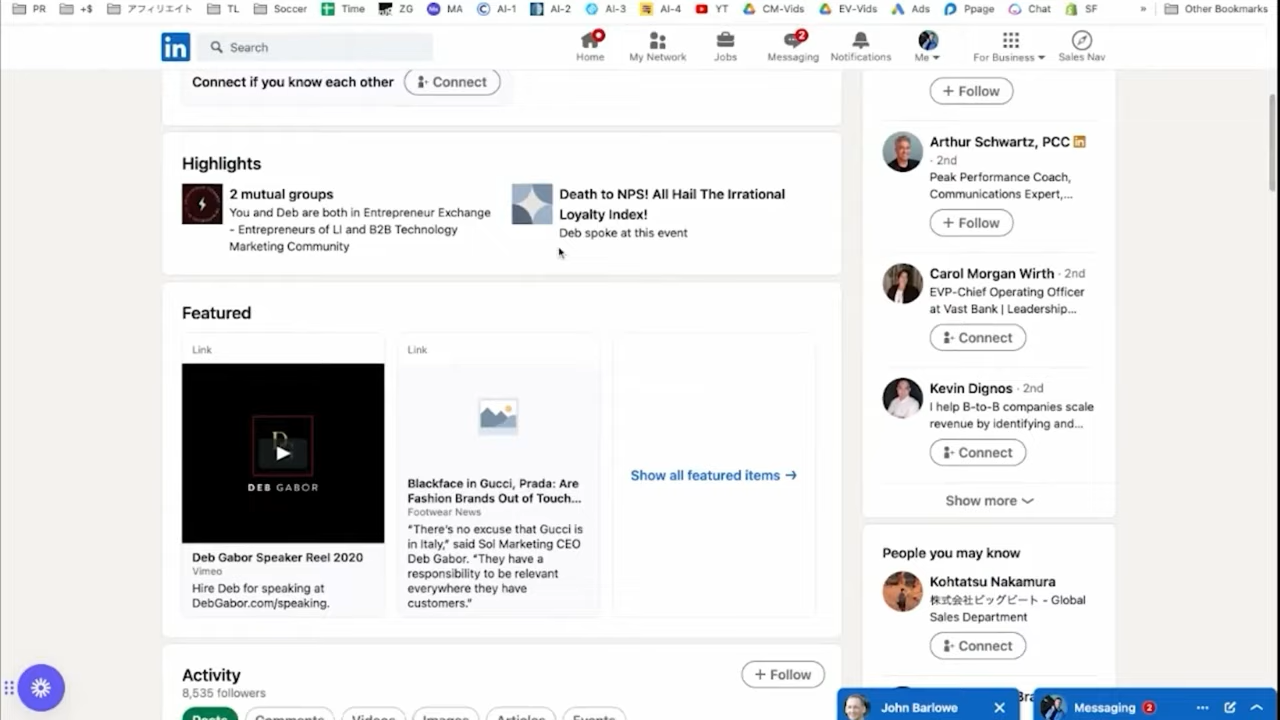 PR +$ アフィリエイト TL Soccer Time ZG MA AI-1 AI-2 AI-3 AI-4 YT CM-Vids EV-Vids Ads Ppage Chat SF » Other Bookmarks
in Search
Home My Network Jobs 2 Messaging Notifications Me For Business Sales Nav
Connect if you know each other Connect
Highlights
2 mutual groups
You and Deb are both in Entrepreneur Exchange
- Entrepreneurs of LI and B2B Technology
Marketing Community
Death to NPS! All Hail The Irrational
Loyalty Index!
Deb spoke at this event
Featured
Link
DEB GABOR
Deb Gabor Speaker Reel 2020
Vimeo
Hire Deb for speaking at
DebGabor.com/speaking.
Link
Blackface in Gucci, Prada: Are
Fashion Brands Out of Touch...
Footwear News
“There's no excuse that Gucci is
in Italy,” said Sol Marketing CEO
Deb Gabor. “They have a
responsibility to be relevant
everywhere they have
customers.”
Show all featured items →
Activity
8,535 followers
+ Follow
Posts Comments Videos Images Articles Events
+ Follow
Arthur Schwartz, PCC in
· 2nd
Peak Performance Coach,
Communications Expert,...
+ Follow
Carol Morgan Wirth · 2nd
EVP-Chief Operating Officer
at Vast Bank | Leadership...
Connect
Kevin Dignos · 2nd
I help B-to-B companies scale
revenue by identifying and...
Connect
Show more
People you may know
Kohtatsu Nakamura
株式会社ビッグビート - Global
Sales Department
Connect
John Barlowe
Messaging 2